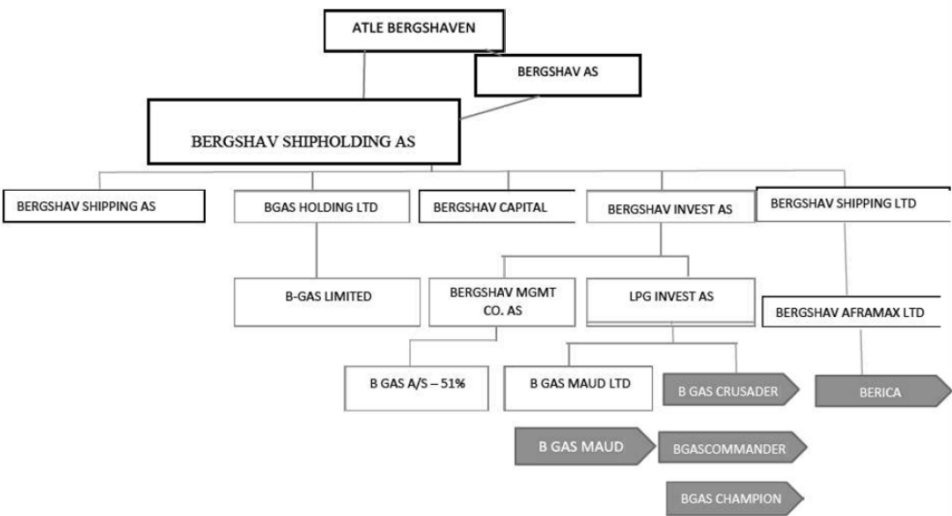 ATLE BERGSHAVEN
BERGSHAV AS
BERGSHAV SHIPHOLDING AS
BERGSHAV SHIPPING AS
BGAS HOLDING LTD
BERGSHAV CAPITAL
BERGSHAV INVEST AS
BERGSHAV SHIPPING LTD
B-GAS LIMITED
BERGSHAV MGMT
CO. AS
LPG INVEST AS
BERGSHAV AFRAMAX LTD
B GAS A/S – 51%
B GAS MAUD LTD
B GAS CRUSADER
BERICA
B GAS MAUD
BGASCOMMANDER
BGAS CHAMPION